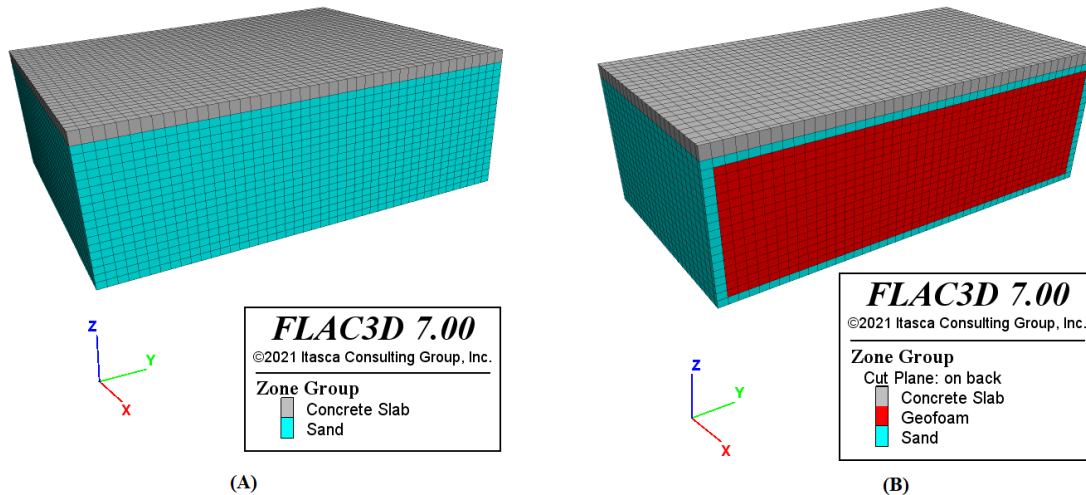 FLAC3D 7.00
©2021 Itasca Consulting Group, Inc.
Zone Group
Concrete Slab
Sand
Z
Y
X
(A)
FLAC3D 7.00
©2021 Itasca Consulting Group, Inc.
Zone Group
Cut Plane: on back
Concrete Slab
Geofoam
Sand
Z
Y
X
(B)